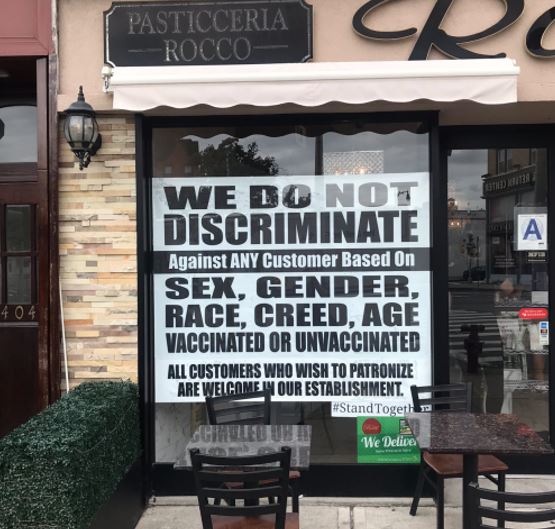 PASTICCERIA
ROCCO
Ro
WE DO NOT
DISCRIMINATE
Against ANY Customer Based On
SEX, GENDER,
RACE, CREED, AGE
VACCINATED OR UNVACCINATED
ALL CUSTOMERS WHO WISH TO PATRONIZE
ARE WELCOME IN OUR ESTABLISHMENT.
#StandTogether
We Deliver
A
404